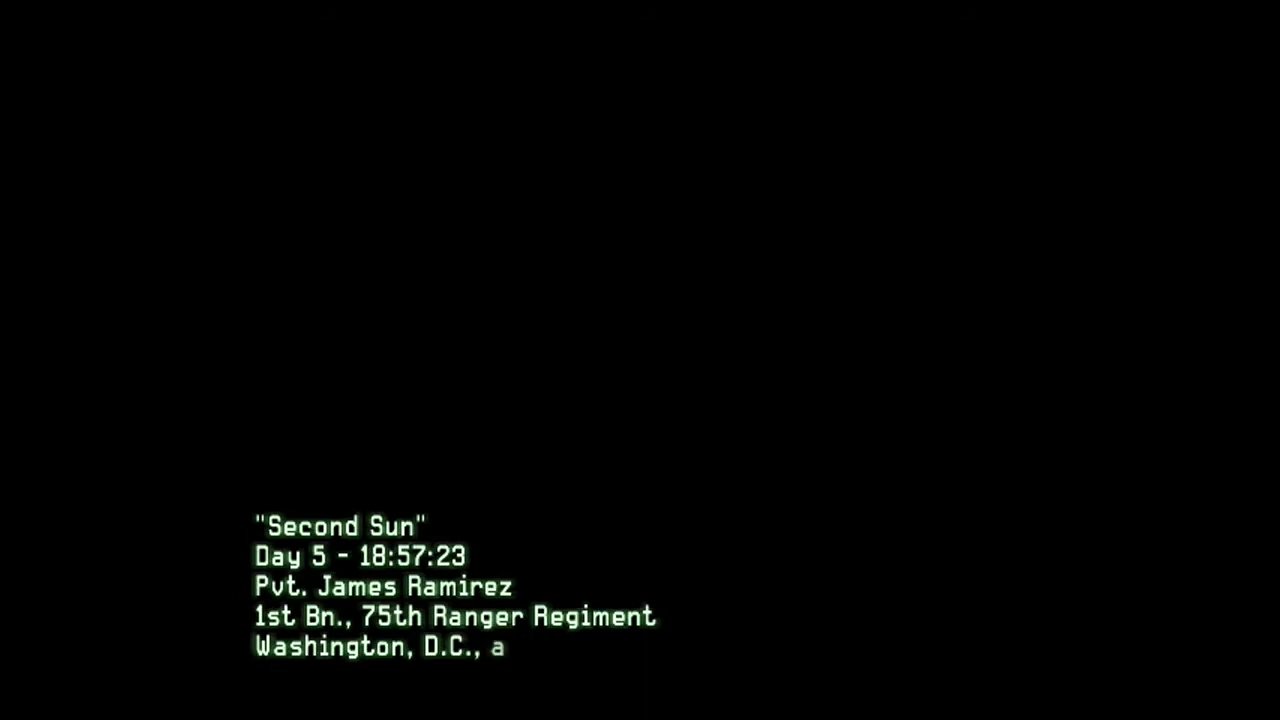 "Second Sun"
Day 5 - 18:57:23
Pvt. James Ramirez
1st Bn., 75th Ranger Regiment
Washington, D.C., a